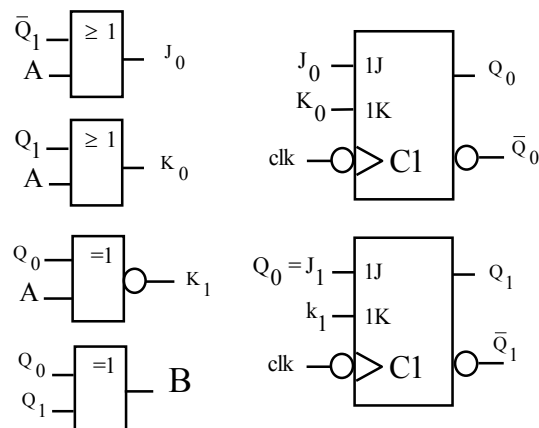 Q̄₁ ≥ 1
A J₀
Q₁ ≥ 1
A K₀
Q₀ =1
A K₁
Q₀ =1
Q₁ B
J₀ 1J Q₀
K₀ 1K
clk C1 Q̄₀
Q₀ = J₁ 1J Q₁
k₁ 1K
clk C1 Q̄₁